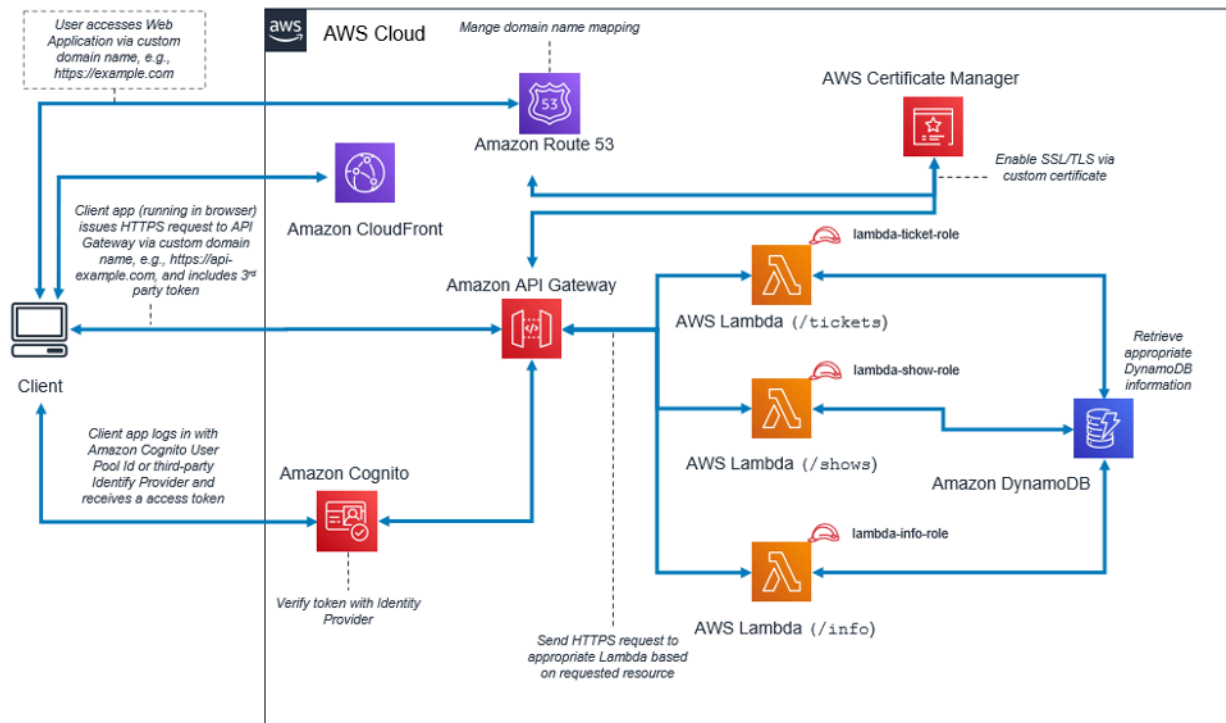 User accesses Web
Application via custom
domain name, e.g.,
https://example.com
aws
AWS Cloud
Mange domain name mapping
53
Amazon Route 53
AWS Certificate Manager
Enable SSL/TLS via
custom certificate
Amazon CloudFront
Client app (running in browser)
issues HTTPS request to API
Gateway via custom domain
name, e.g., https://api-
example.com, and includes 3rd
party token
Client
Amazon API Gateway
lambda-ticket-role
AWS Lambda (/tickets)
lambda-show-role
AWS Lambda (/shows)
lambda-info-role
AWS Lambda (/info)
Retrieve
appropriate
DynamoDB
information
Amazon DynamoDB
Client app logs in with
Amazon Cognito User
Pool Id or third-party
Identify Provider and
receives a access token
Amazon Cognito
Verify token with Identity
Provider
Send HTTPS request to
appropriate Lambda based
on requested resource